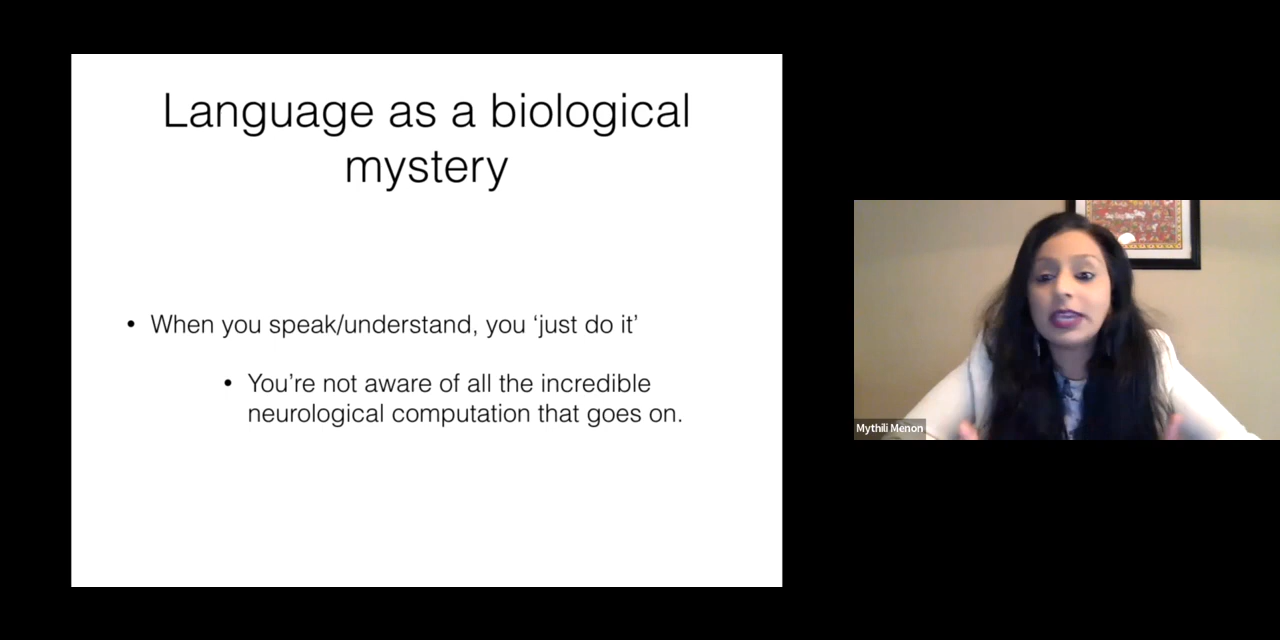 Language as a biological
mystery
• When you speak/understand, you ‘just do it’
• You’re not aware of all the incredible
neurological computation that goes on.
Mythili Menon